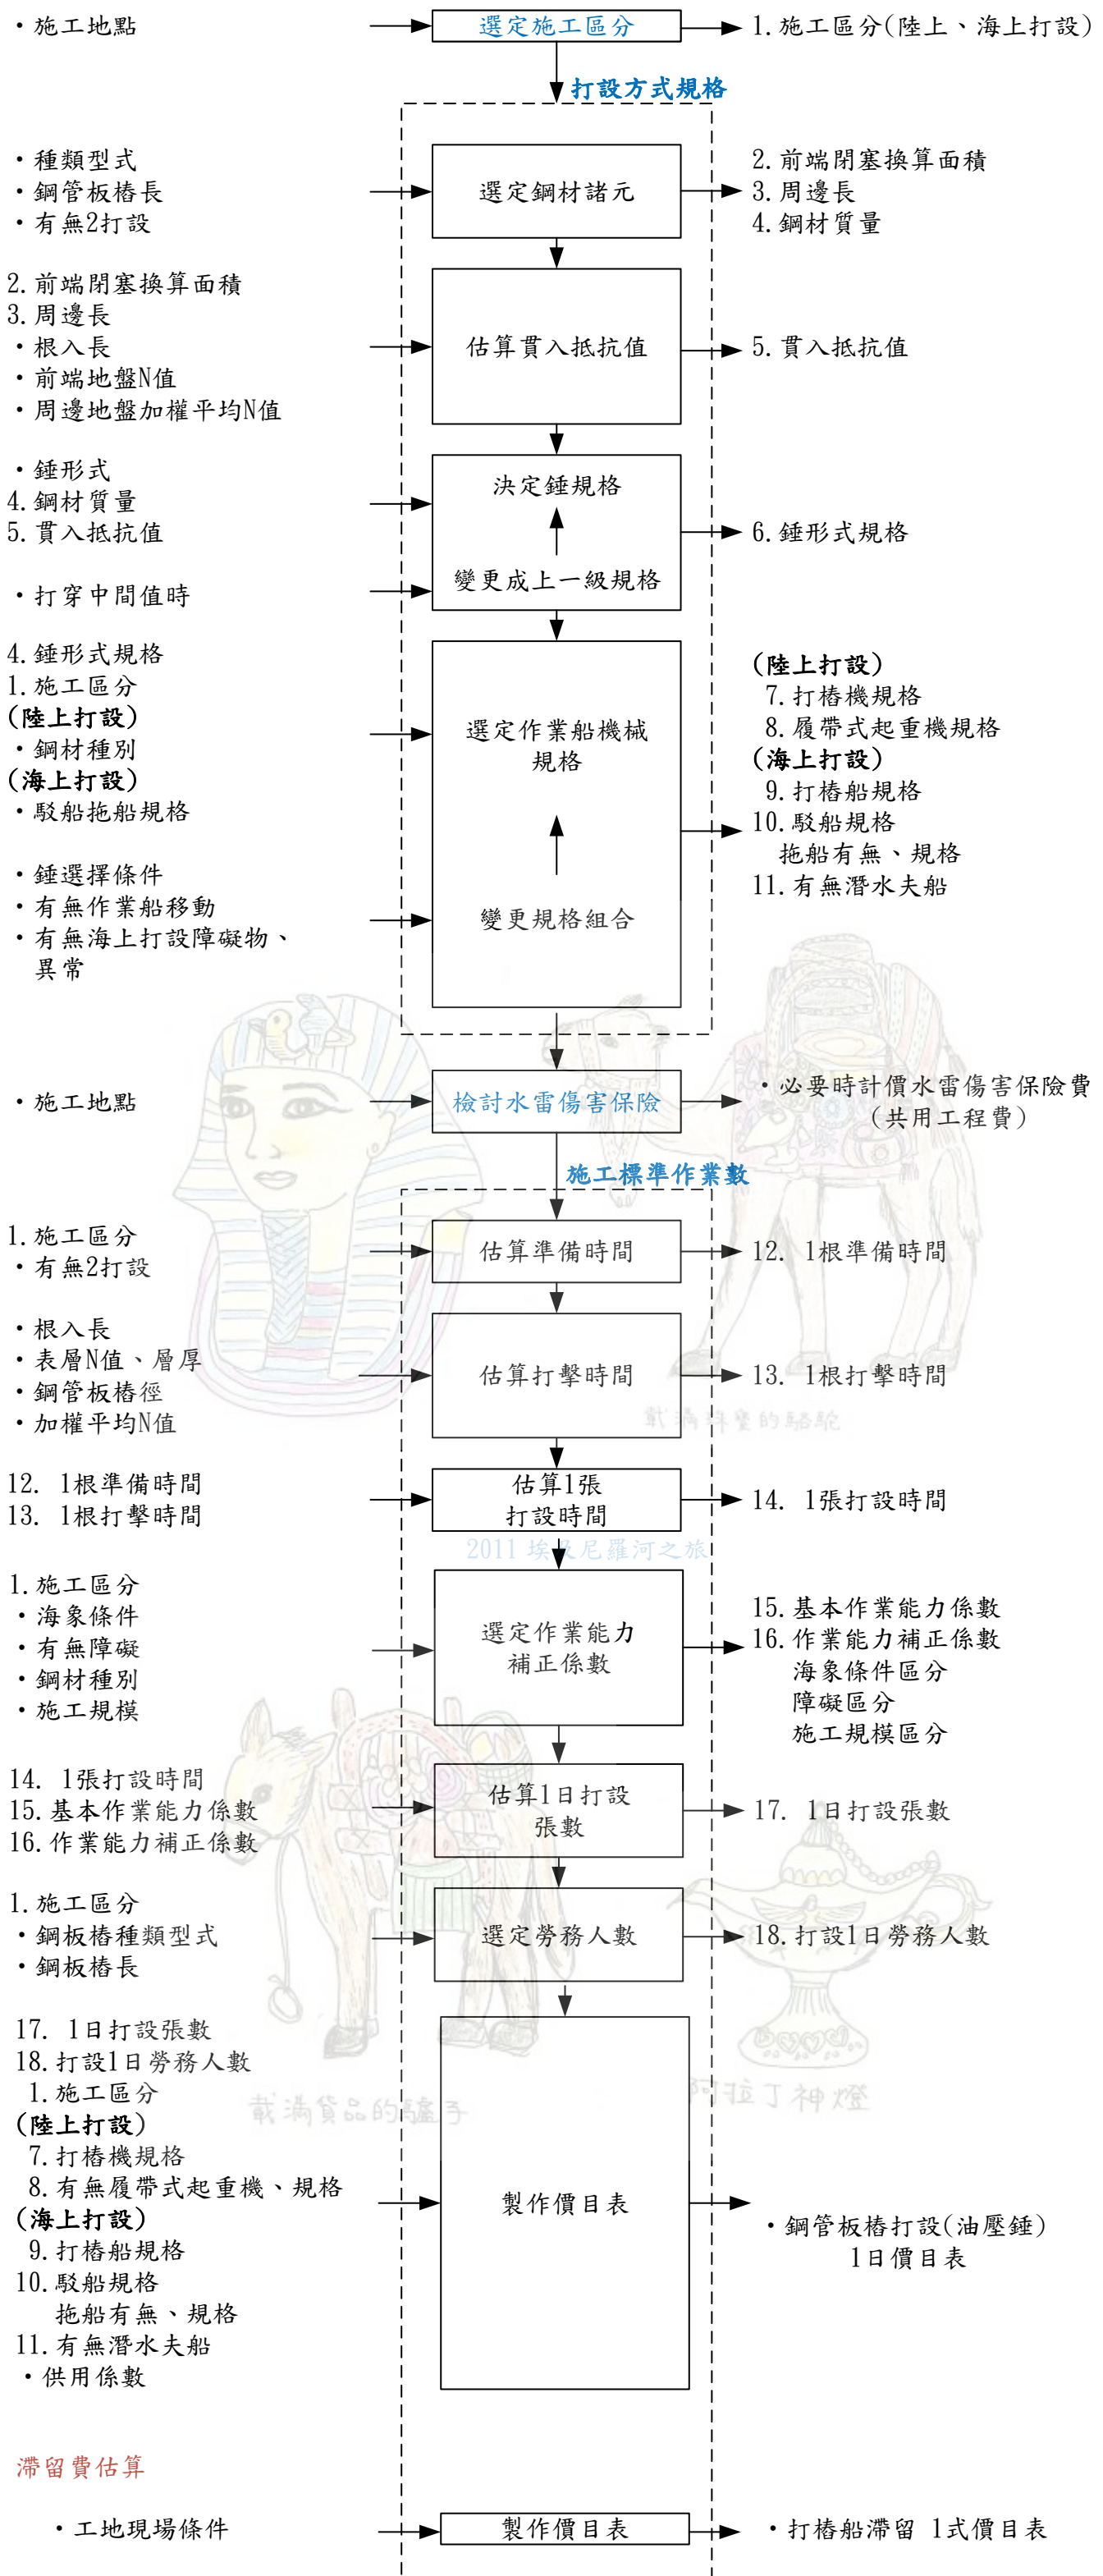 ・施工地點
選定施工區分
1.施工區分(陸上、海上打設)
打設方式規格
・種類型式
・鋼管板樁長
・有無2打設
選定鋼材諸元
2.前端閉塞換算面積
3.周邊長
4.鋼材質量
2.前端閉塞換算面積
3.周邊長
・根入長
・前端地盤N值
・周邊地盤加權平均N值
估算貫入抵抗值
5.貫入抵抗值
・錘形式
4.鋼材質量
5.貫入抵抗值
・打穿中間值時
決定錘規格
變更成上一級規格
6.錘形式規格
4.錘形式規格
1.施工區分
(陸上打設)
・鋼材種別
(海上打設)
・駁船拖船規格
・錘選擇條件
・有無作業船移動
・有無海上打設障礙物、
異常
選定作業船機械
規格
變更規格組合
(陸上打設)
7.打樁機規格
8.履帶式起重機規格
(海上打設)
9.打樁船規格
10.駁船規格
拖船有無、規格
11.有無潛水夫船
・施工地點
檢討水雷傷害保險
・必要時計價水雷傷害保險費
(共用工程費)
施工標準作業數
1.施工區分
・有無2打設
估算準備時間
12. 1根準備時間
・根入長
・表層N值、層厚
・鋼管板樁徑
・加權平均N值
估算打擊時間
13. 1根打擊時間
載滿珠寶的駱駝
12. 1根準備時間
13. 1根打擊時間
估算1張
打設時間
14. 1張打設時間
2011 埃及尼羅河之旅
1.施工區分
・海象條件
・有無障礙
・鋼材種別
・施工規模
選定作業能力
補正係數
15.基本作業能力係數
16.作業能力補正係數
海象條件區分
障礙區分
施工規模區分
14. 1張打設時間
15.基本作業能力係數
16.作業能力補正係數
估算1日打設
張數
17. 1日打設張數
1.施工區分
・鋼板樁種類型式
・鋼板樁長
選定勞務人數
18.打設1日勞務人數
17. 1日打設張數
18.打設1日勞務人數
1.施工區分
(陸上打設)
7.打樁機規格
8.有無履帶式起重機、規格
(海上打設)
9.打樁船規格
10.駁船規格
拖船有無、規格
11.有無潛水夫船
・供用係數
製作價目表
・鋼管板樁打設(油壓錘)
1日價目表
載滿貨品的驢子
阿拉丁神燈
滯留費估算
・工地現場條件
製作價目表
・打樁船滯留 1式價目表